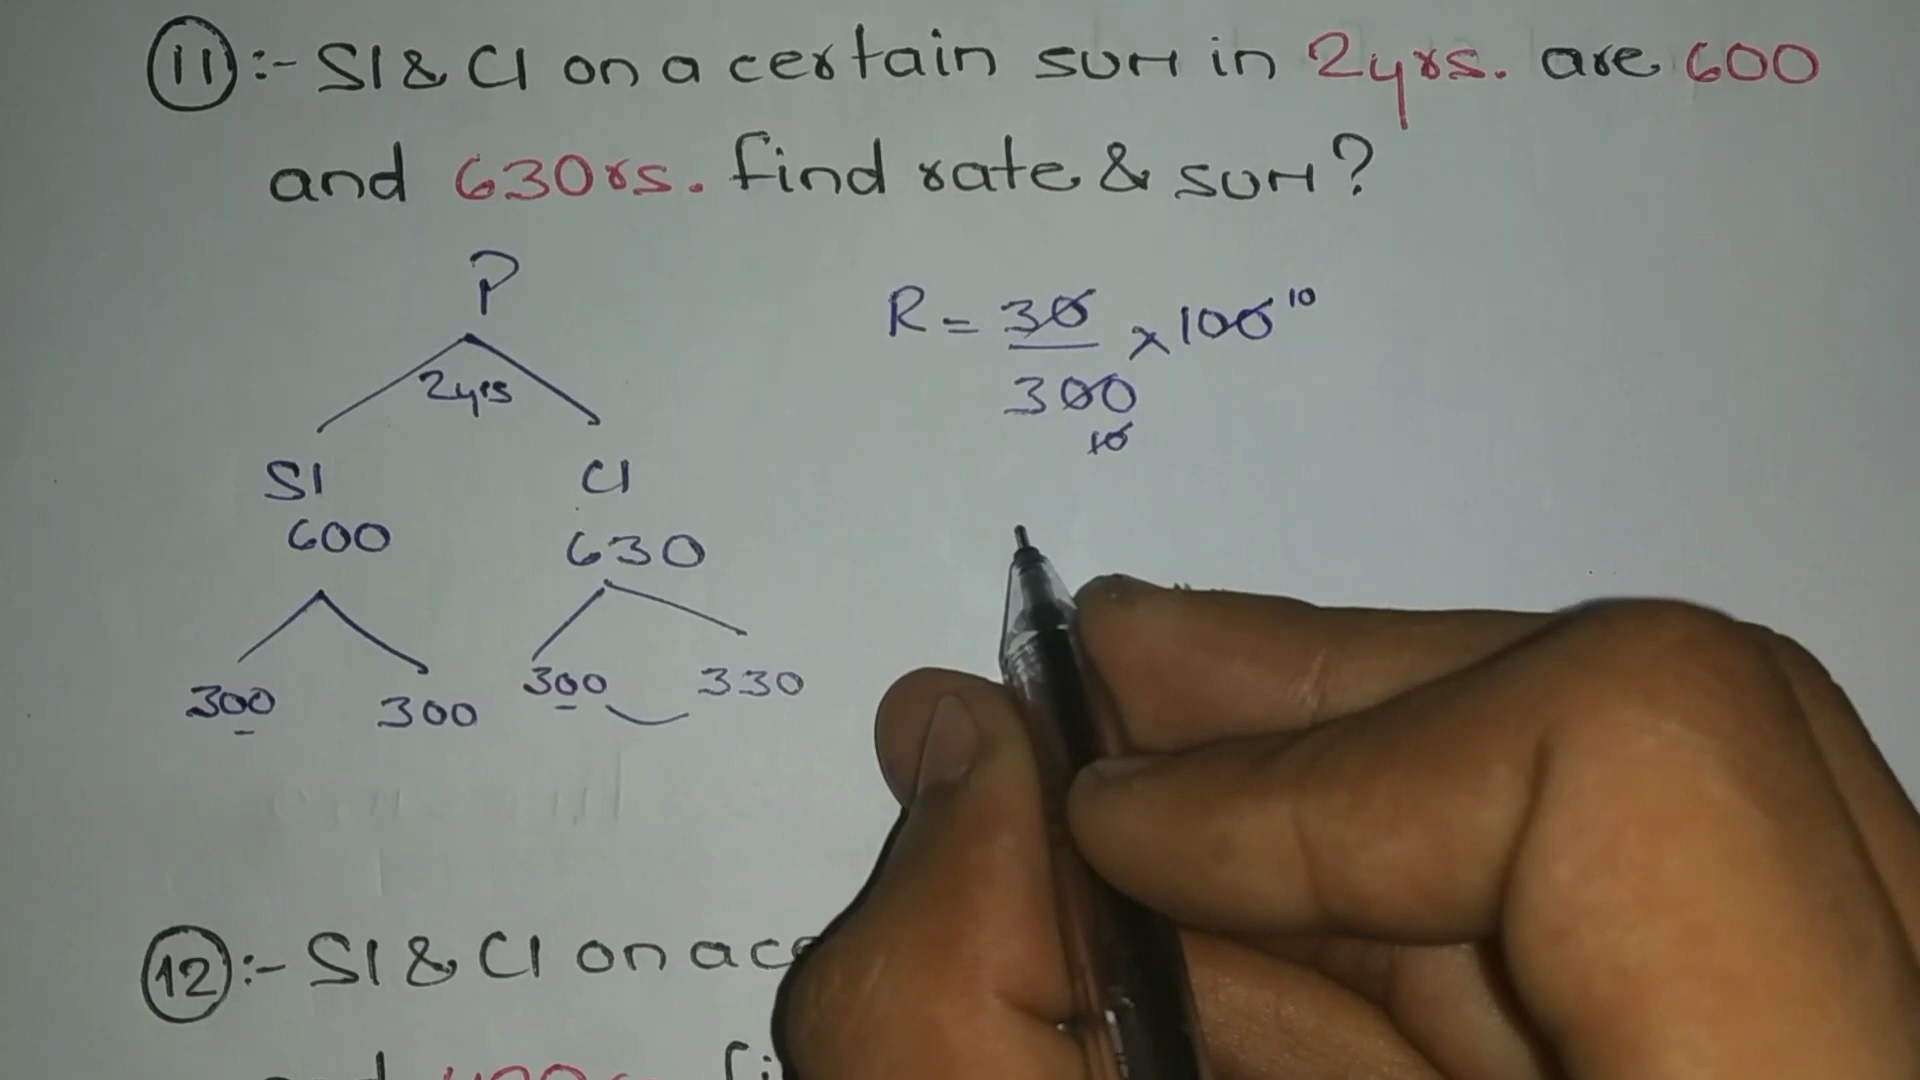 11:- SI & CI on a certain sum in 2yrs. are 600
and 630rs. find rate & sum?
P
2yrs
SI CI
600 630
300 300 300 330
R = 30/300 × 100 10
10
12:- SI & CI on a
and